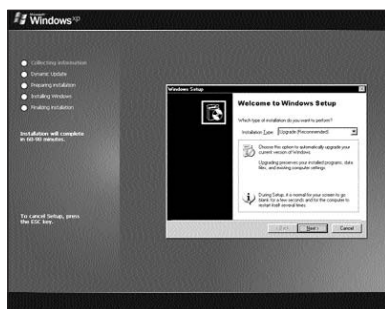 Microsoft
Windows xp
Collecting information
Dynamic Update
Preparing installation
Installing Windows
Finalizing installation
Installation will complete
in 60-90 minutes.
To cancel Setup, press
the ESC key.
Windows Setup
Welcome to Windows Setup
Which type of installation do you want to perform?
Installation Type: Upgrade (Recommended)
Choose this option to automatically upgrade your
current version of Windows.
Upgrading preserves your installed programs, data
files, and existing computer settings.
During Setup, it is normal for your screen to go
blank for a few seconds and for the computer to
restart itself several times.
< Back Next > Cancel